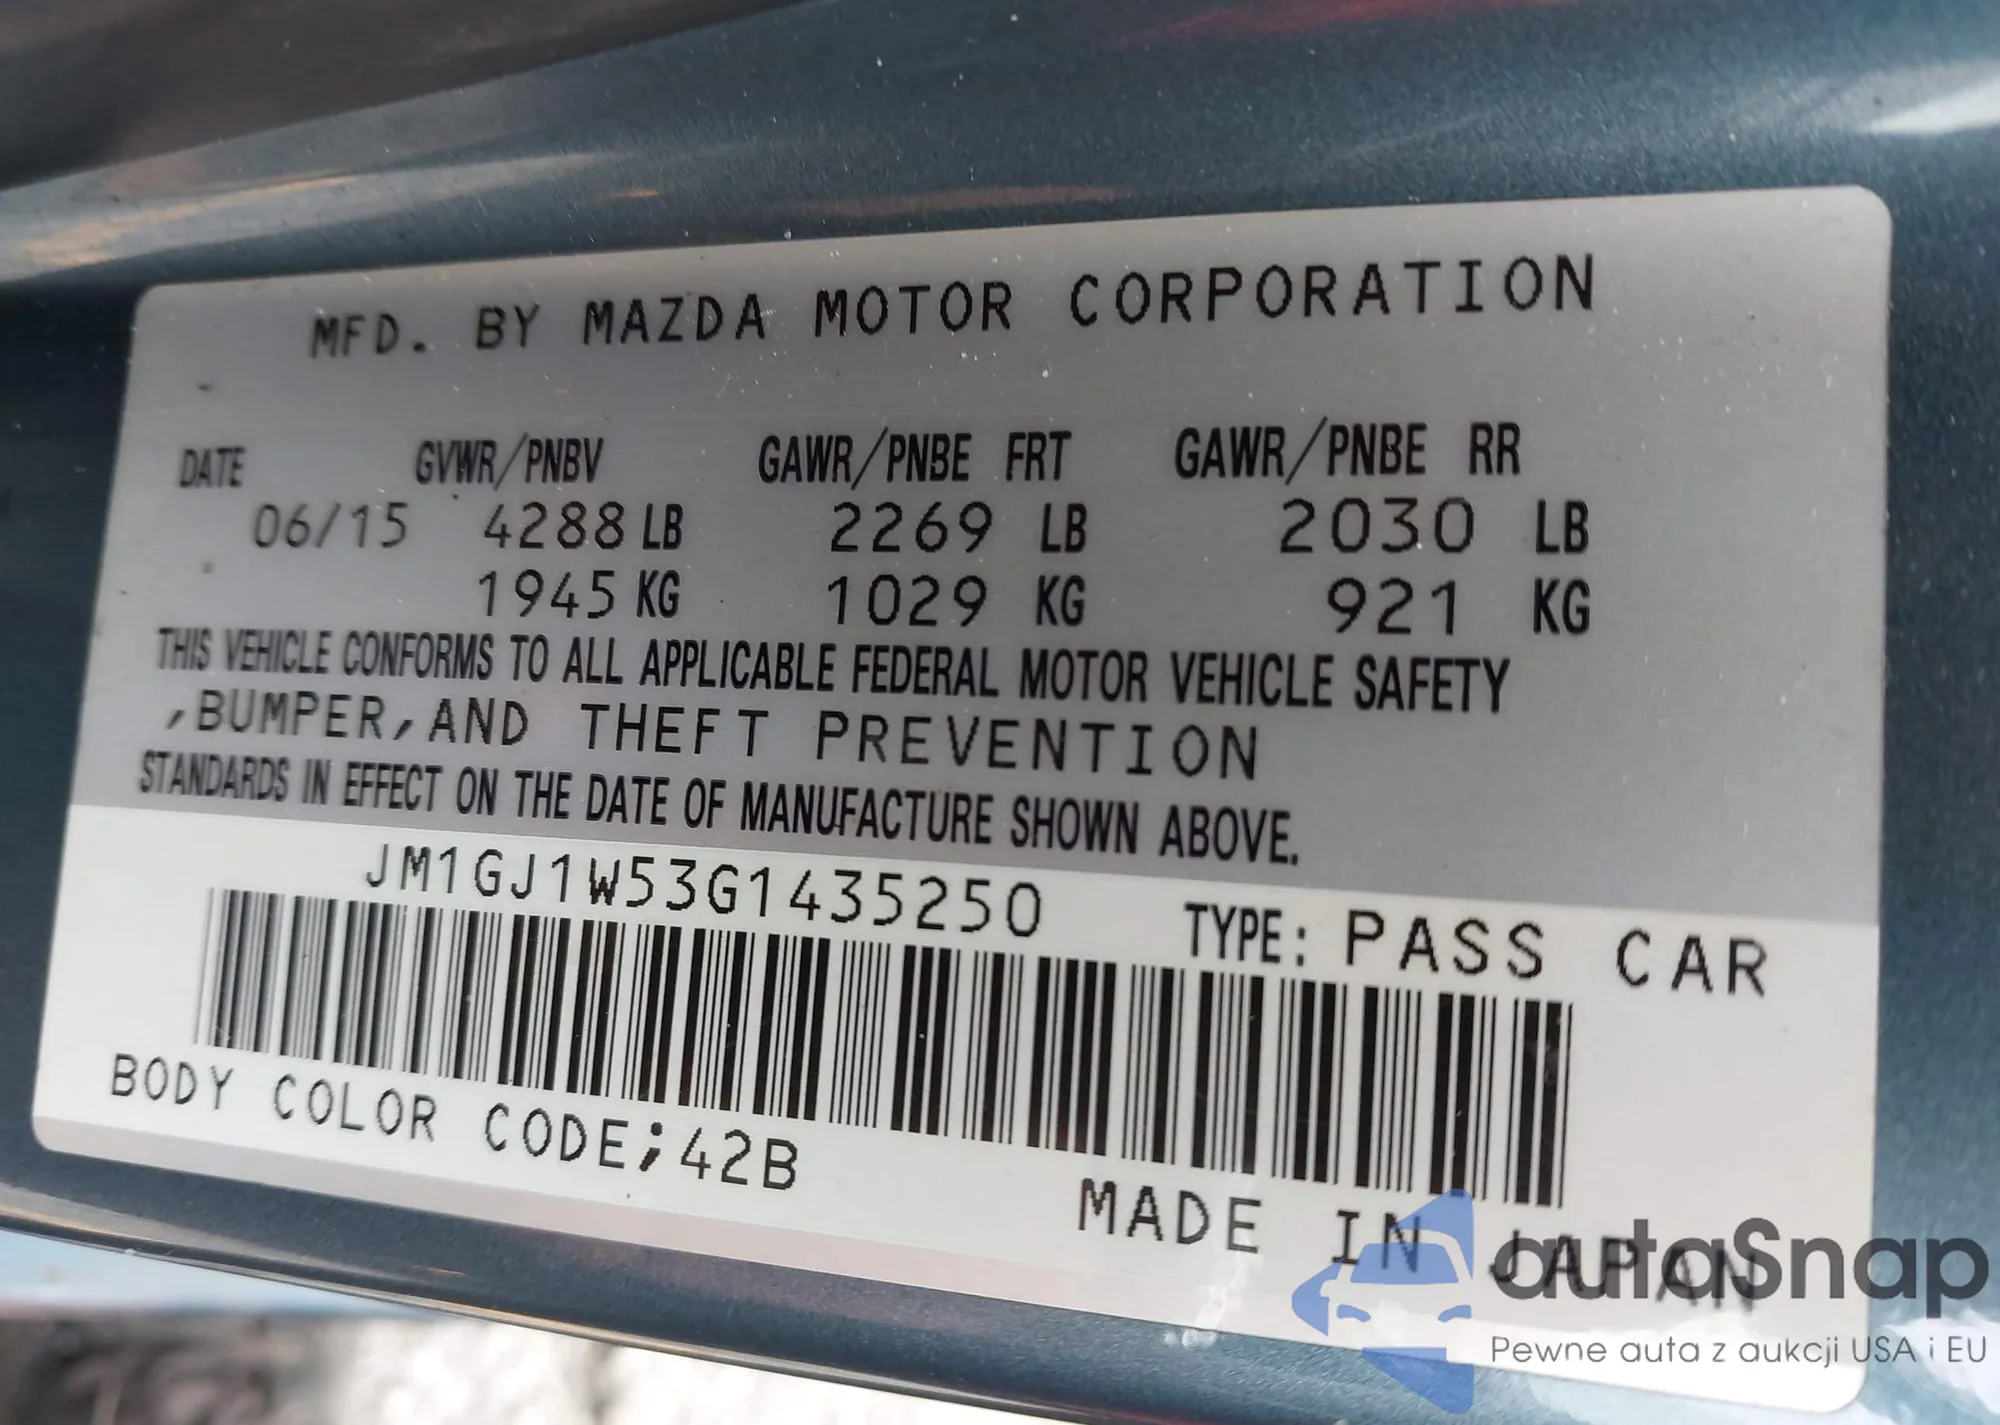 MFD. BY MAZDA MOTOR CORPORATION
DATE GVWR/PNBV GAWR/PNBE FRT GAWR/PNBE RR
06/15 4288 LB 2269 LB 2030 LB
1945 KG 1029 KG 921 KG
THIS VEHICLE CONFORMS TO ALL APPLICABLE FEDERAL MOTOR VEHICLE SAFETY
,BUMPER,AND THEFT PREVENTION
STANDARDS IN EFFECT ON THE DATE OF MANUFACTURE SHOWN ABOVE.
JM1GJ1W53G1435250 TYPE: PASS CAR
BODY COLOR CODE;42B
MADE IN JAPAN
autaSnap
Pewne auta z aukcji USA i EU